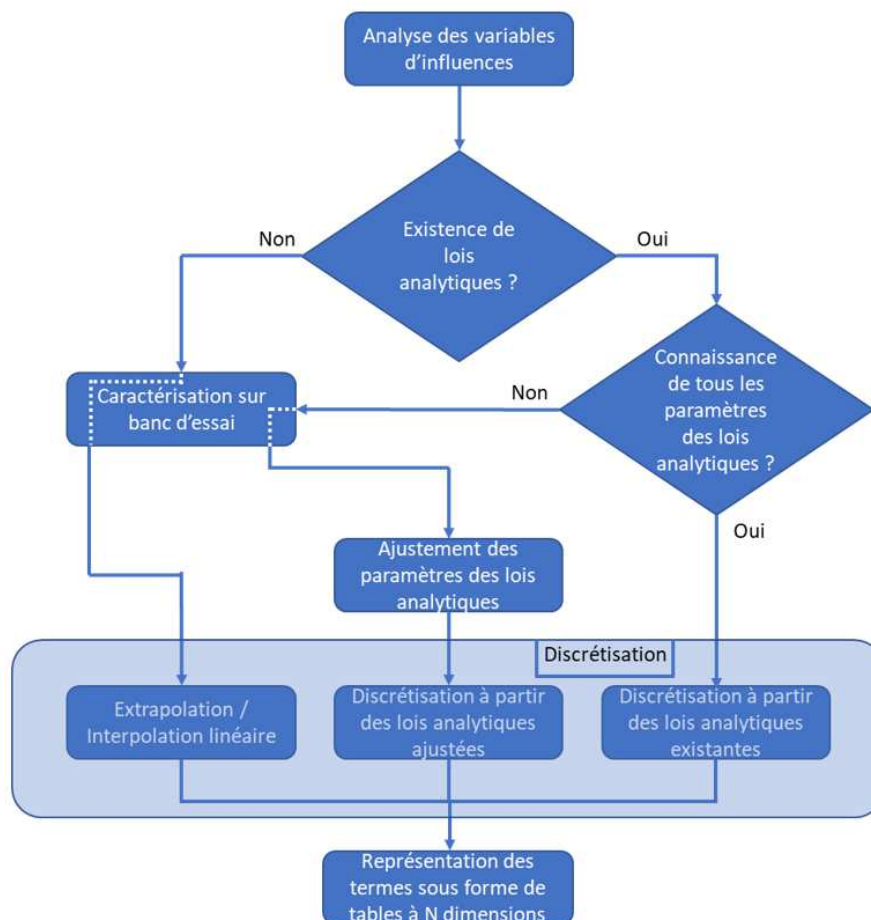 Analyse des variables
d’influences
Existence de
lois
analytiques ?
Non
Oui
Connaissance
de tous les
paramètres
des lois
analytiques ?
Non
Caractérisation sur
banc d’essai
Oui
Ajustement des
paramètres des lois
analytiques
Discrétisation
Extrapolation /
Interpolation linéaire
Discrétisation à partir
des lois analytiques
ajustées
Discrétisation à partir
des lois analytiques
existantes
Représentation des
termes sous forme de
tables à N dimensions